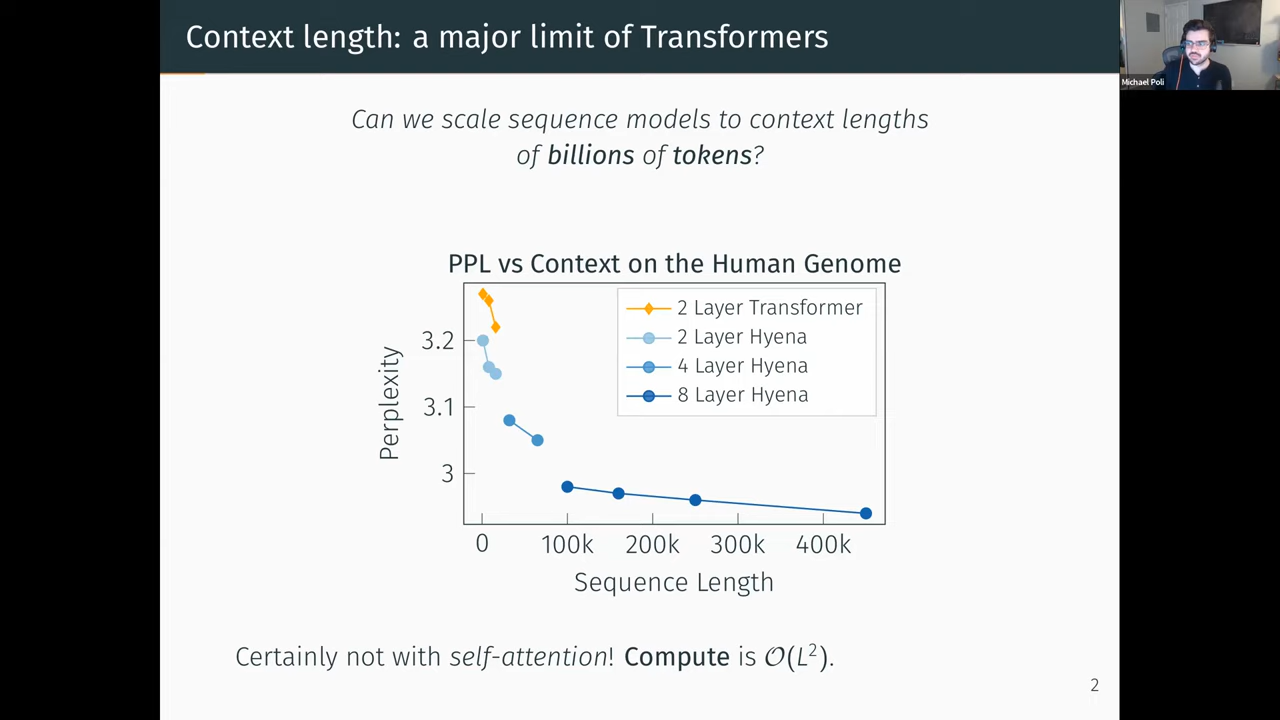 Context length: a major limit of Transformers
Michael Poli
Can we scale sequence models to context lengths
of billions of tokens?
PPL vs Context on the Human Genome
2 Layer Transformer
2 Layer Hyena
4 Layer Hyena
8 Layer Hyena
Perplexity
3.2
3.1
3
0 100k 200k 300k 400k
Sequence Length
Certainly not with self-attention! Compute is 𝒪(L²).
2